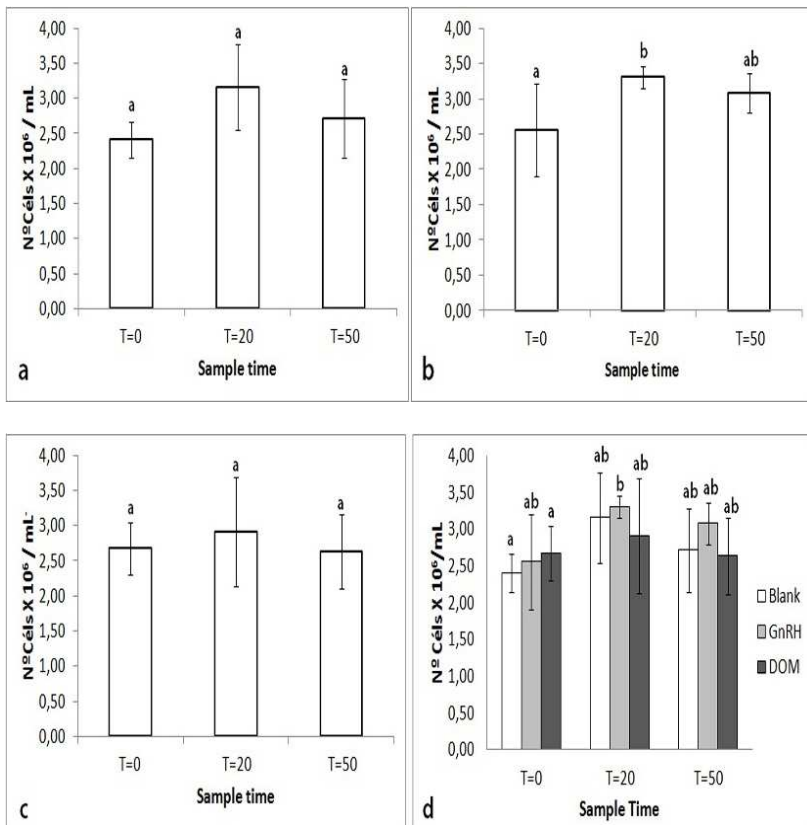 4,00
3,50
3,00
2,50
2,00
1,50
1,00
0,50
0,00
NºCéls X 10⁶ / mL
a
a
a
T=0
T=20
T=50
Sample time
a
4,00
3,50
3,00
2,50
2,00
1,50
1,00
0,50
0,00
NºCéls X 10⁶ / mL
a
b
ab
T=0
T=20
T=50
Sample time
b
4,00
3,50
3,00
2,50
2,00
1,50
1,00
0,50
0,00
NºCéls X 10⁶ / mL⁻
a
a
a
T=0
T=20
T=50
Sample time
c
4,00
3,50
3,00
2,50
2,00
1,50
1,00
0,50
0,00
Nº Céls X 10⁶/mL
a
ab
a
ab
b
ab
ab
ab
ab
T=0
T=20
T=50
Sample Time
Blank
GnRH
DOM
d